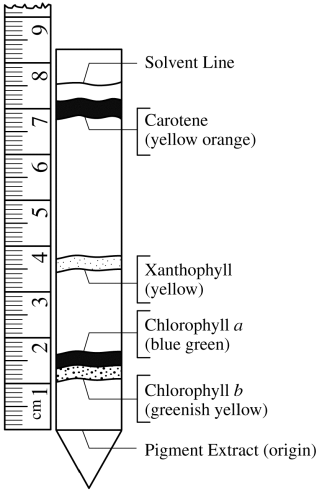 9
8
7
6
5
4
3
2
cm 1
Solvent Line
Carotene
(yellow orange)
Xanthophyll
(yellow)
Chlorophyll a
(blue green)
Chlorophyll b
(greenish yellow)
Pigment Extract (origin)